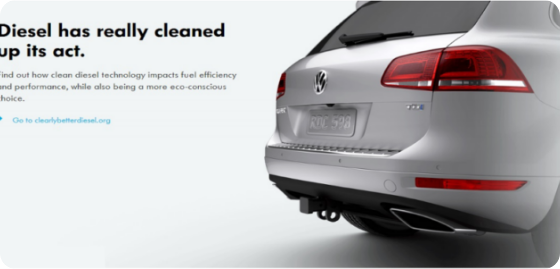 Diesel has really cleaned
up its act.
Find out how clean diesel technology impacts fuel efficiency
and performance, while also being a more eco-conscious
choice.
Go to clearlybetterdiesel.org